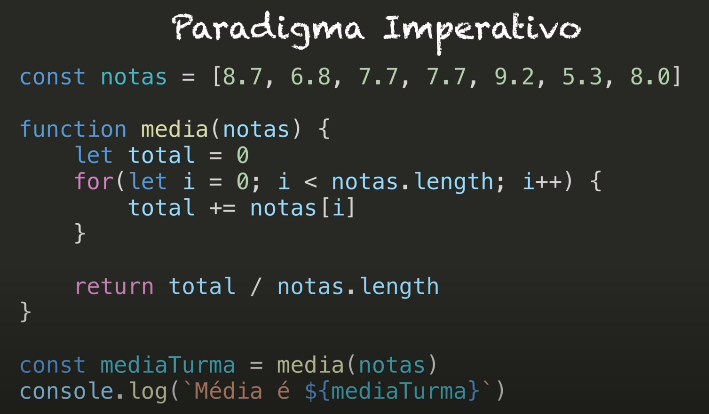 Paradigma Imperativo
const notas = [8.7, 6.8, 7.7, 7.7, 9.2, 5.3, 8.0]
function media(notas) {
    let total = 0
    for(let i = 0; i < notas.length; i++) {
        total += notas[i]
    }
    return total / notas.length
}
const mediaTurma = media(notas)
console.log(`Média é ${mediaTurma}`)